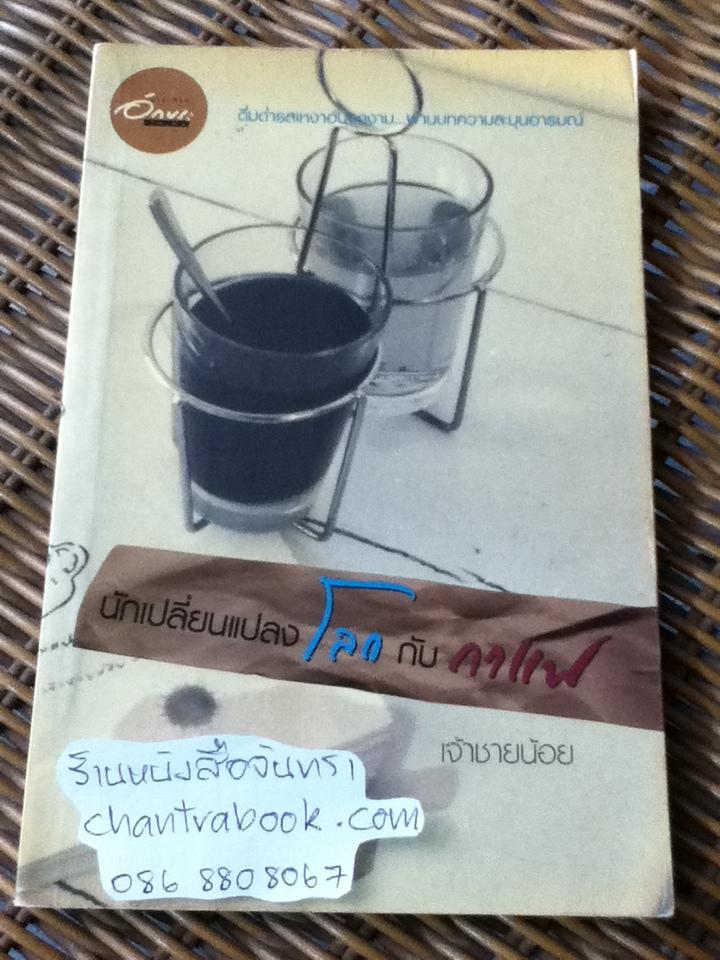 อักษะ
ดื่มด่ำรสเหงาอันงดงาม...ผ่านบทความละมุนอารมณ์
นักเปลี่ยนแปลง โลก กับ กาแฟ
เจ้าชายน้อย
ร้านหนังสือจันทรา
chantrabook.com
086 8808067